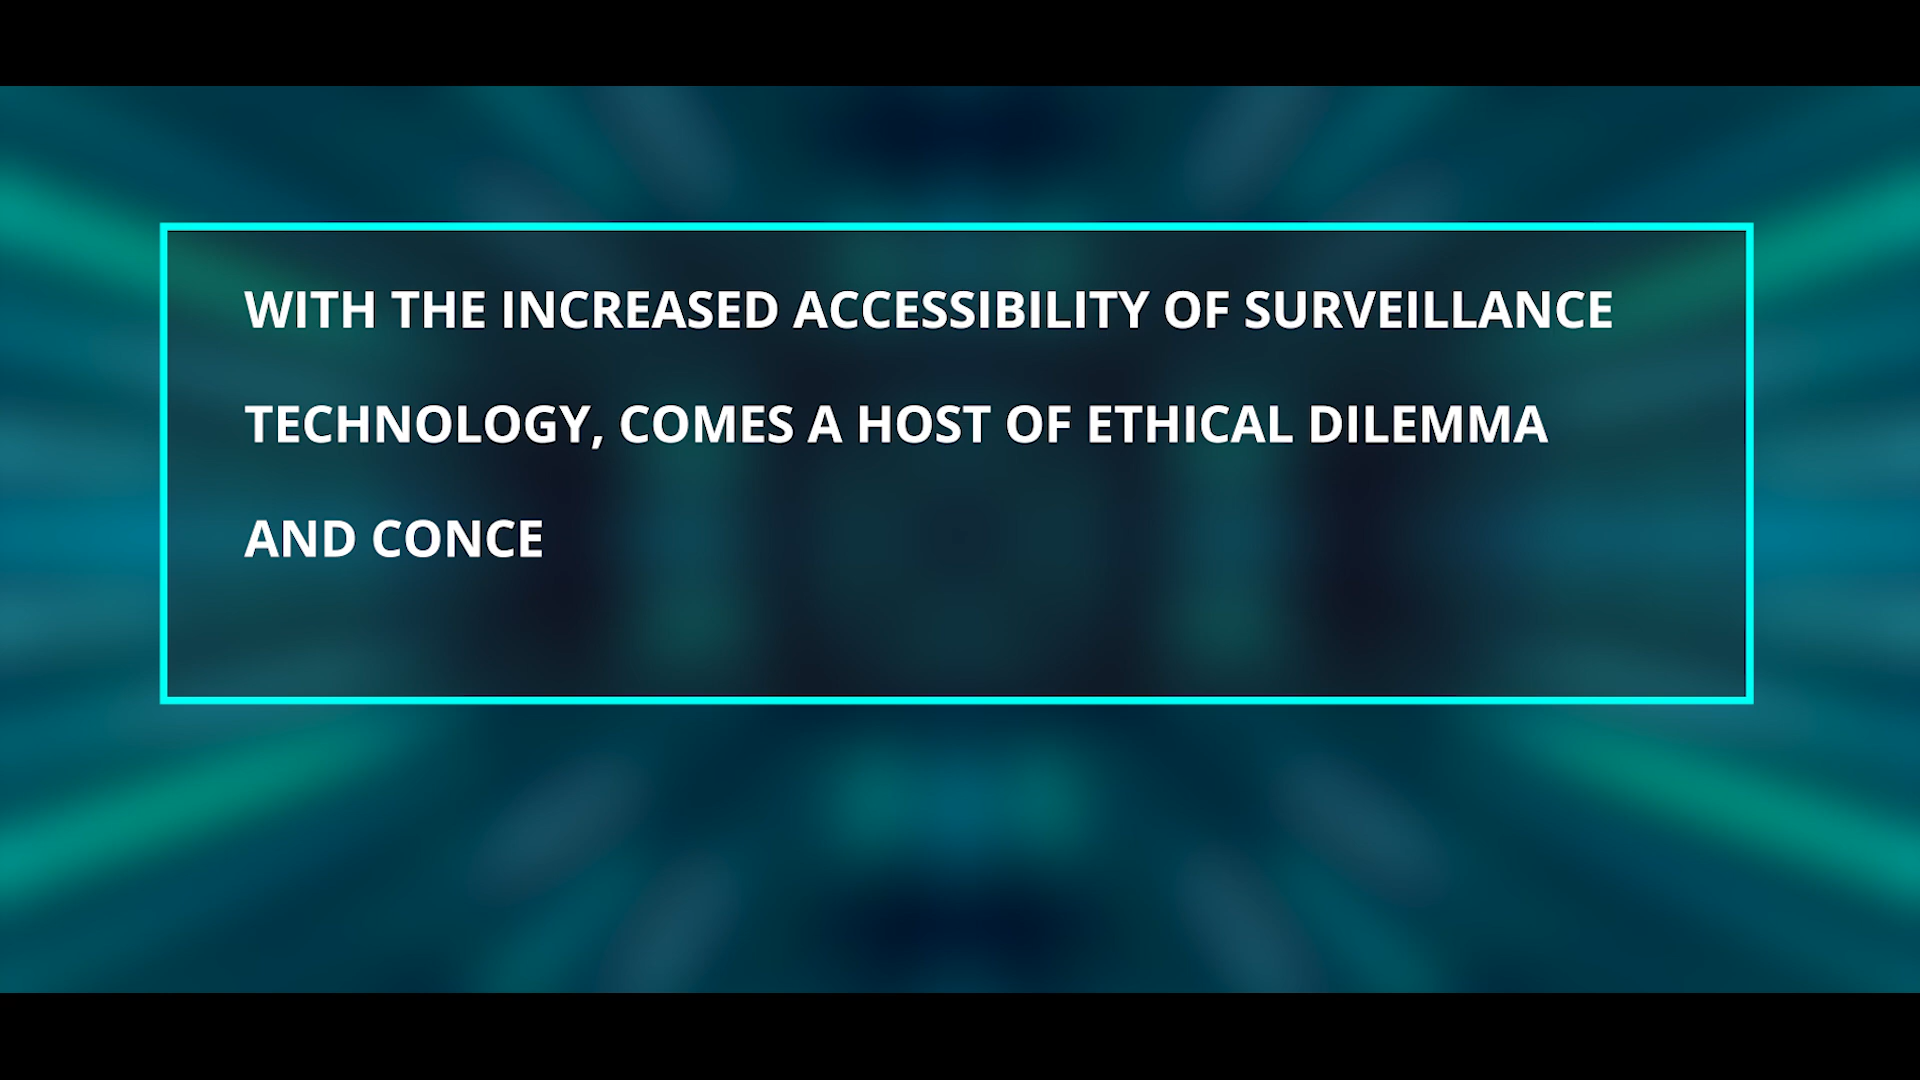 WITH THE INCREASED ACCESSIBILITY OF SURVEILLANCE
TECHNOLOGY, COMES A HOST OF ETHICAL DILEMMA
AND CONCE